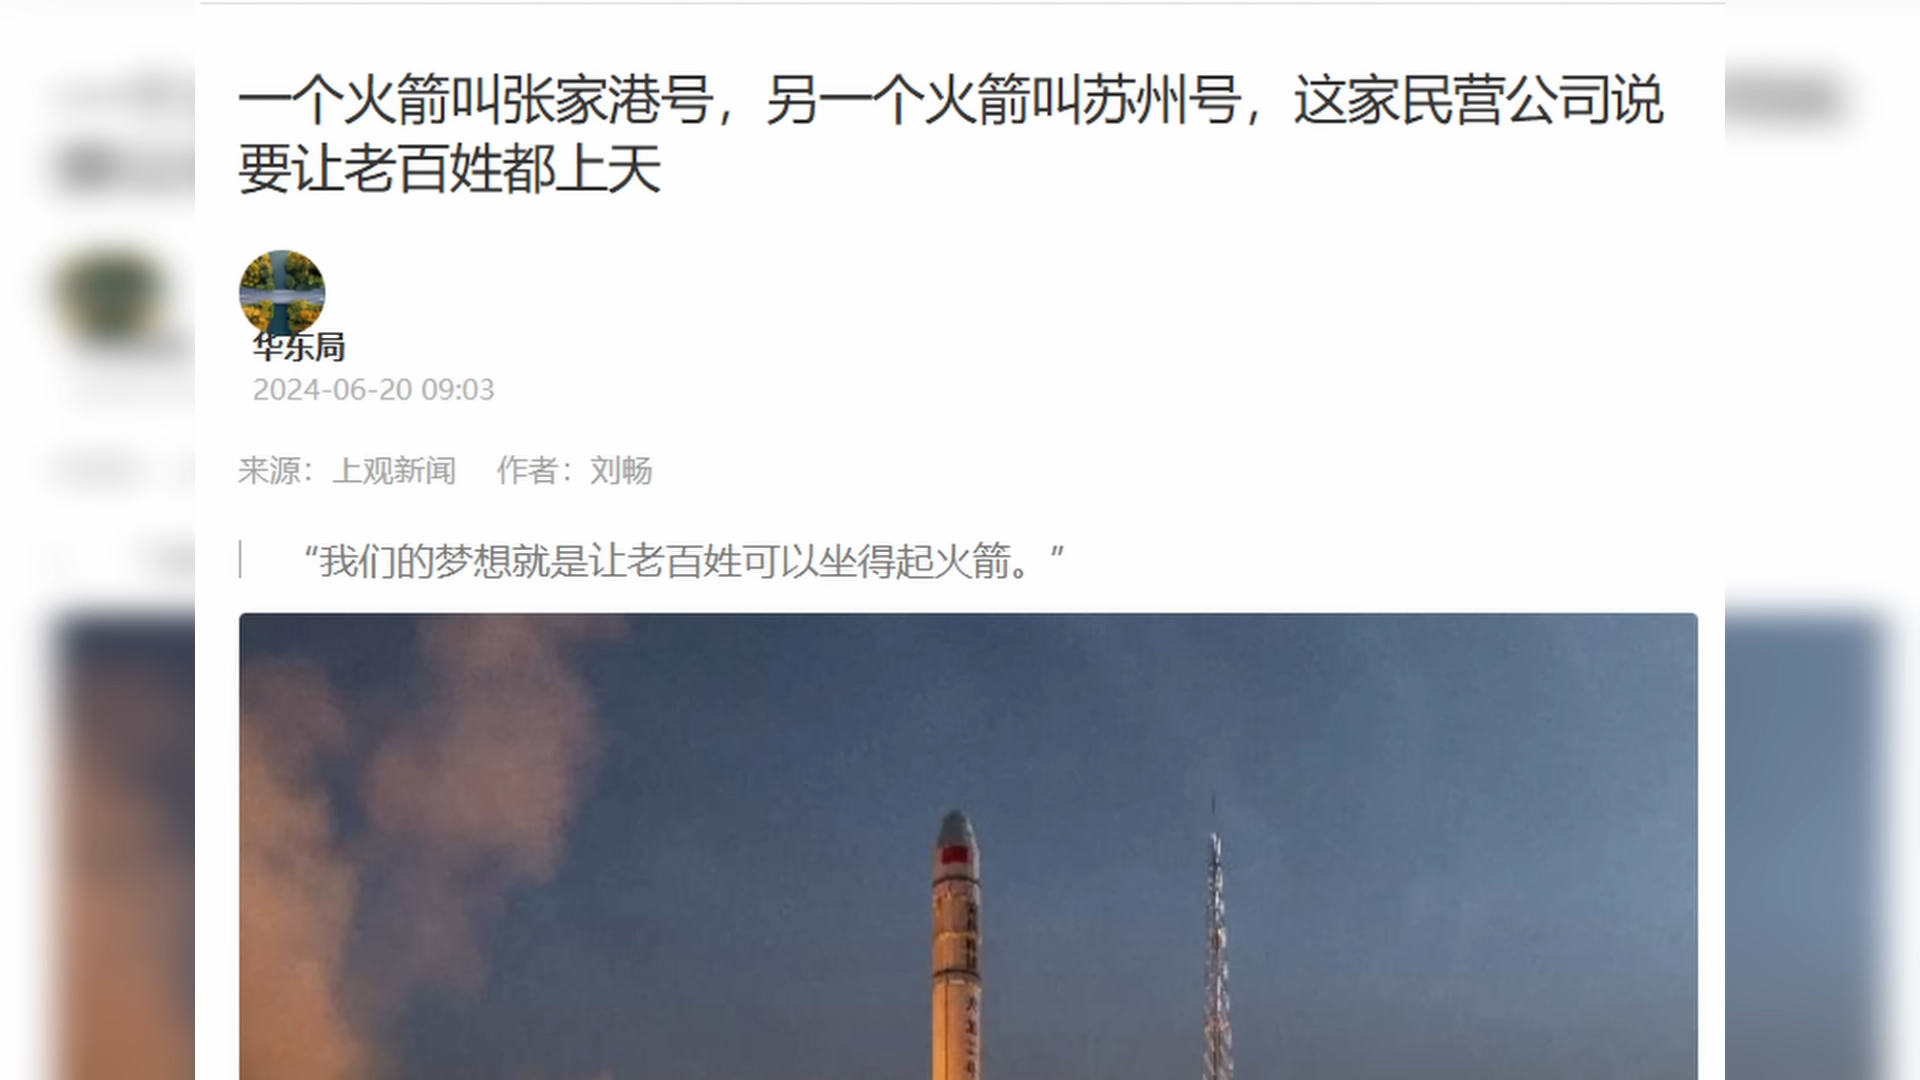 一个火箭叫张家港号，另一个火箭叫苏州号，这家民营公司说
要让老百姓都上天
华东局
2024-06-20 09:03
来源：上观新闻 作者：刘畅
“我们的梦想就是让老百姓可以坐得起火箭。”